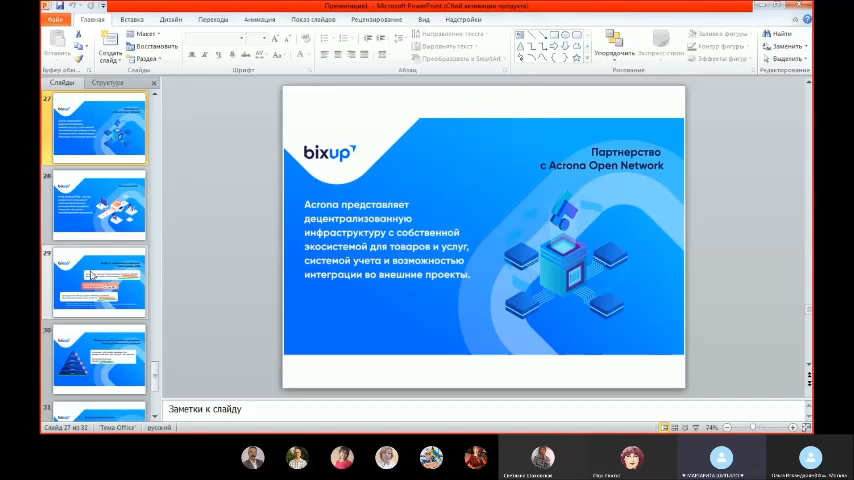 Презентация1 - Microsoft PowerPoint (Сбой активации продукта)
Файл Главная Вставка Дизайн Переходы Анимация Показ слайдов Рецензирование Вид Надстройки
Вставить
Создать слайд
Макет
Восстановить
Раздел
Упорядочить
Экспресс-стили
Направление текста
Выровнять текст
Преобразовать в SmartArt
Заливка фигуры
Контур фигуры
Эффекты фигур
Найти
Заменить
Выделить
Буфер обм... Слайды Шрифт Абзац Рисование Редактирование
Слайды Структура
27
28
29
30
31
bixup
Партнерство
с Acrona Open Network
Acrona представляет
децентрализованную
инфраструктуру с собственной
экосистемой для товаров и услуг,
системой учета и возможностью
интеграции во внешние проекты.
Заметки к слайду
Слайд 27 из 32 "Тема Office" русский
74%
МАРГАРИТА ШИПИЛО